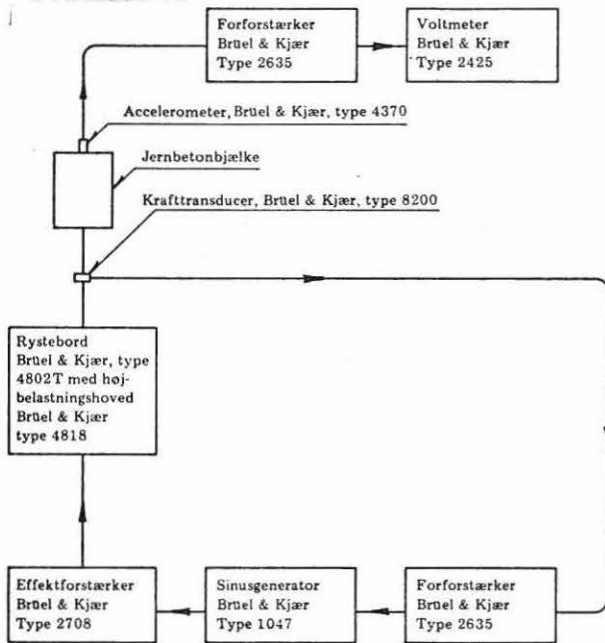 Forforstærker
Brüel & Kjær
Type 2635
Voltmeter
Brüel & Kjær
Type 2425
Accelerometer, Brüel & Kjær, type 4370
Jernbetonbjælke
Krafttransducer, Brüel & Kjær, type 8200
Rystebord
Brüel & Kjær, type
4802T med høj-
belastningshoved
Brüel & Kjær
type 4818
Effektforstærker
Brüel & Kjær
Type 2708
Sinusgenerator
Brüel & Kjær
Type 1047
Forforstærker
Brüel & Kjær
Type 2635